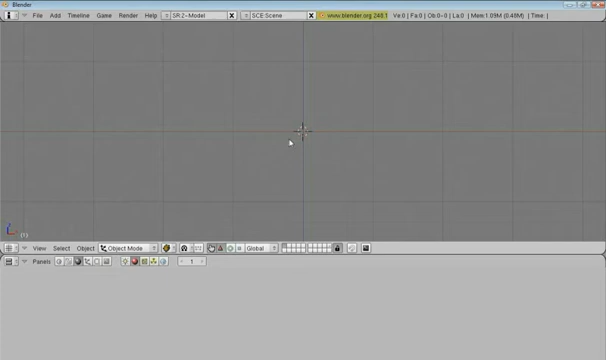 Blender
File Add Timeline Game Render Help SR:2-Model SCE:Scene www.blender.org 248.1 Ve:0 | Fa:0 | Ob:0-0 | La:0 | Mem:1.09M (0.48M) | Time: |
(1)
View Select Object Object Mode Global
Panels 1